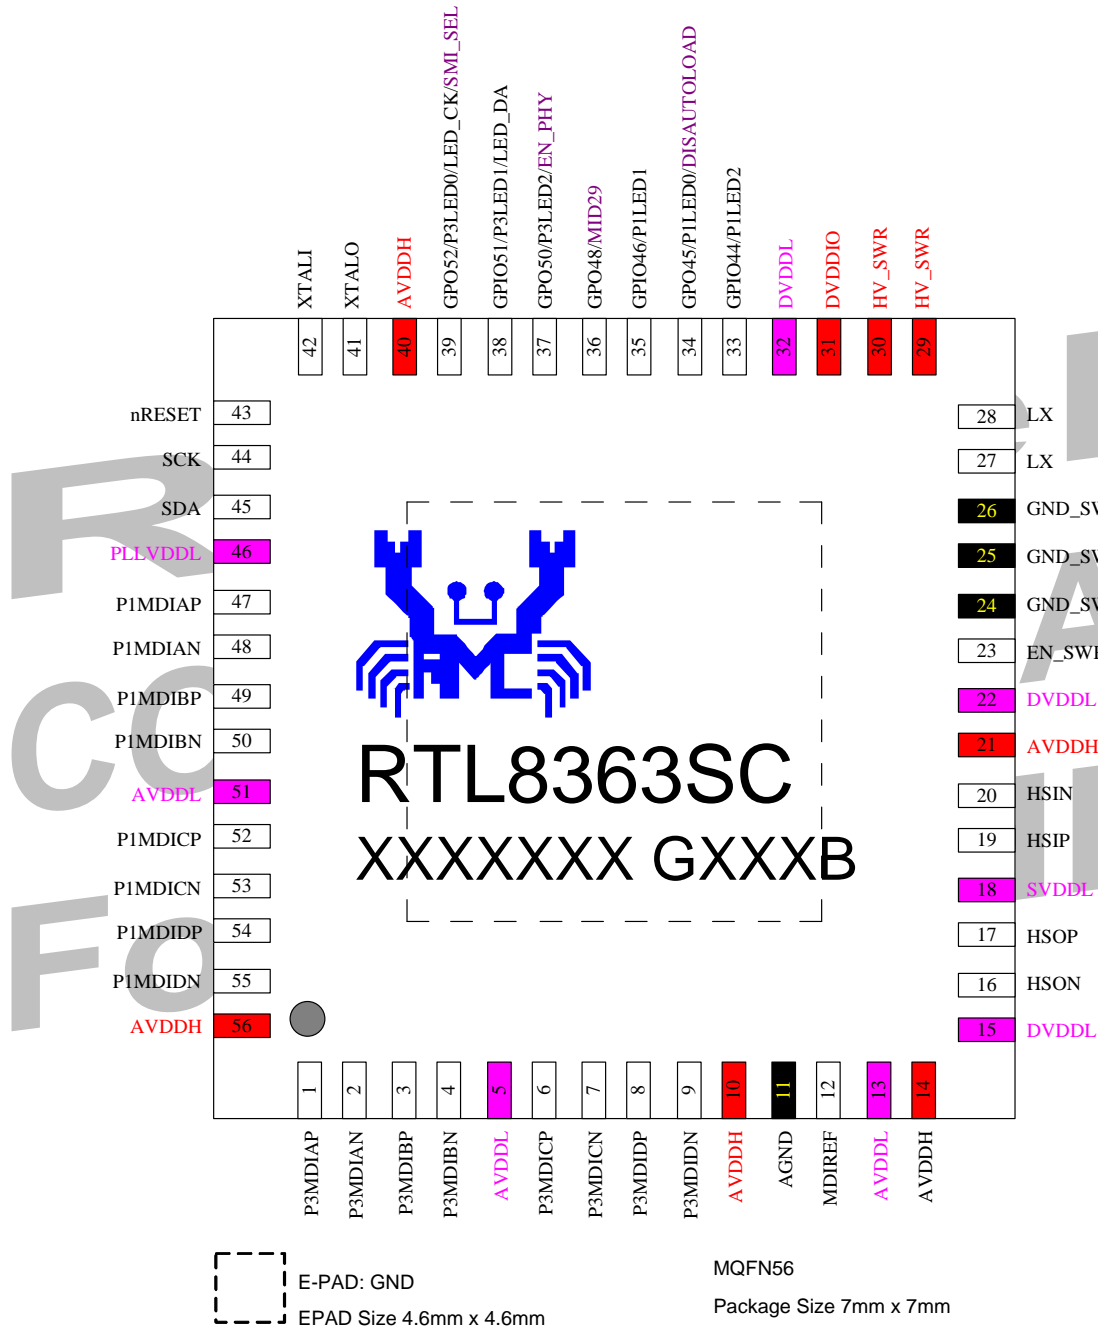 GPO52/P3LED0/LED_CK/SMI_SEL
GPIO51/P3LED1/LED_DA
GPO50/P3LED2/EN_PHY
GPO48/MID29
GPIO46/P1LED1
GPO45/P1LED0/DISAUTOLOAD
GPIO44/P1LED2
XTALI
XTALO
AVDDH
DVDDL
DVDDIO
HV_SWR
HV_SWR
42
41
40
39
38
37
36
35
34
33
32
31
30
29
nRESET 43
SCK 44
SDA 45
PLLVDDL 46
P1MDIAP 47
P1MDIAN 48
P1MDIBP 49
P1MDIBN 50
AVDDL 51
P1MDICP 52
P1MDICN 53
P1MDIDP 54
P1MDIDN 55
AVDDH 56
28 LX
27 LX
26 GND_SW
25 GND_SW
24 GND_SW
23 EN_SW
22 DVDDL
21 AVDDH
20 HSIN
19 HSIP
18 SVDDL
17 HSOP
16 HSON
15 DVDDL
RTL8363SC
XXXXXXX GXXXB
1
2
3
4
5
6
7
8
9
10
11
12
13
14
P3MDIAP
P3MDIAN
P3MDIBP
P3MDIBN
AVDDL
P3MDICP
P3MDICN
P3MDIDP
P3MDIDN
AVDDH
AGND
MDIREF
AVDDL
AVDDH
E-PAD: GND
EPAD Size 4.6mm x 4.6mm
MQFN56
Package Size 7mm x 7mm